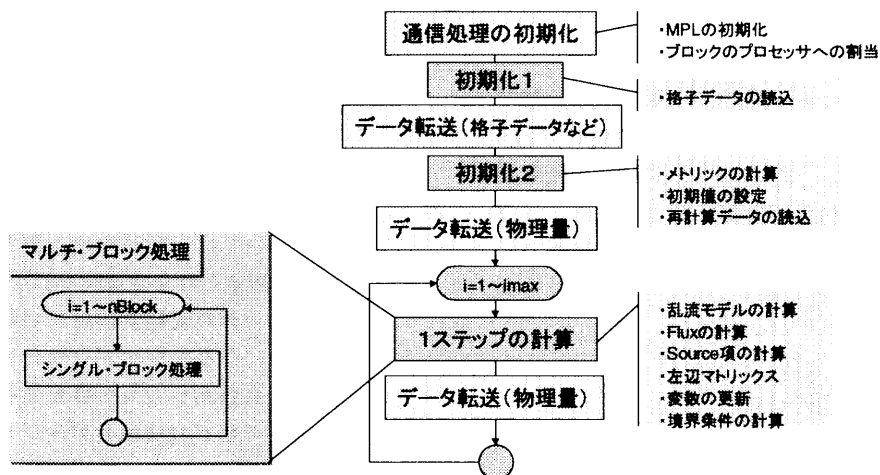 通信処理の初期化
・MPLの初期化
・ブロックのプロセッサへの割当
初期化1
・格子データの読込
データ転送(格子データなど)
初期化2
・メトリックの計算
・初期値の設定
・再計算データの読込
データ転送(物理量)
マルチ・ブロック処理
i=1~nBlock
シングル・ブロック処理
i=1~imax
1ステップの計算
・乱流モデルの計算
・Fluxの計算
・Source項の計算
・左辺マトリックス
・変数の更新
・境界条件の計算
データ転送(物理量)